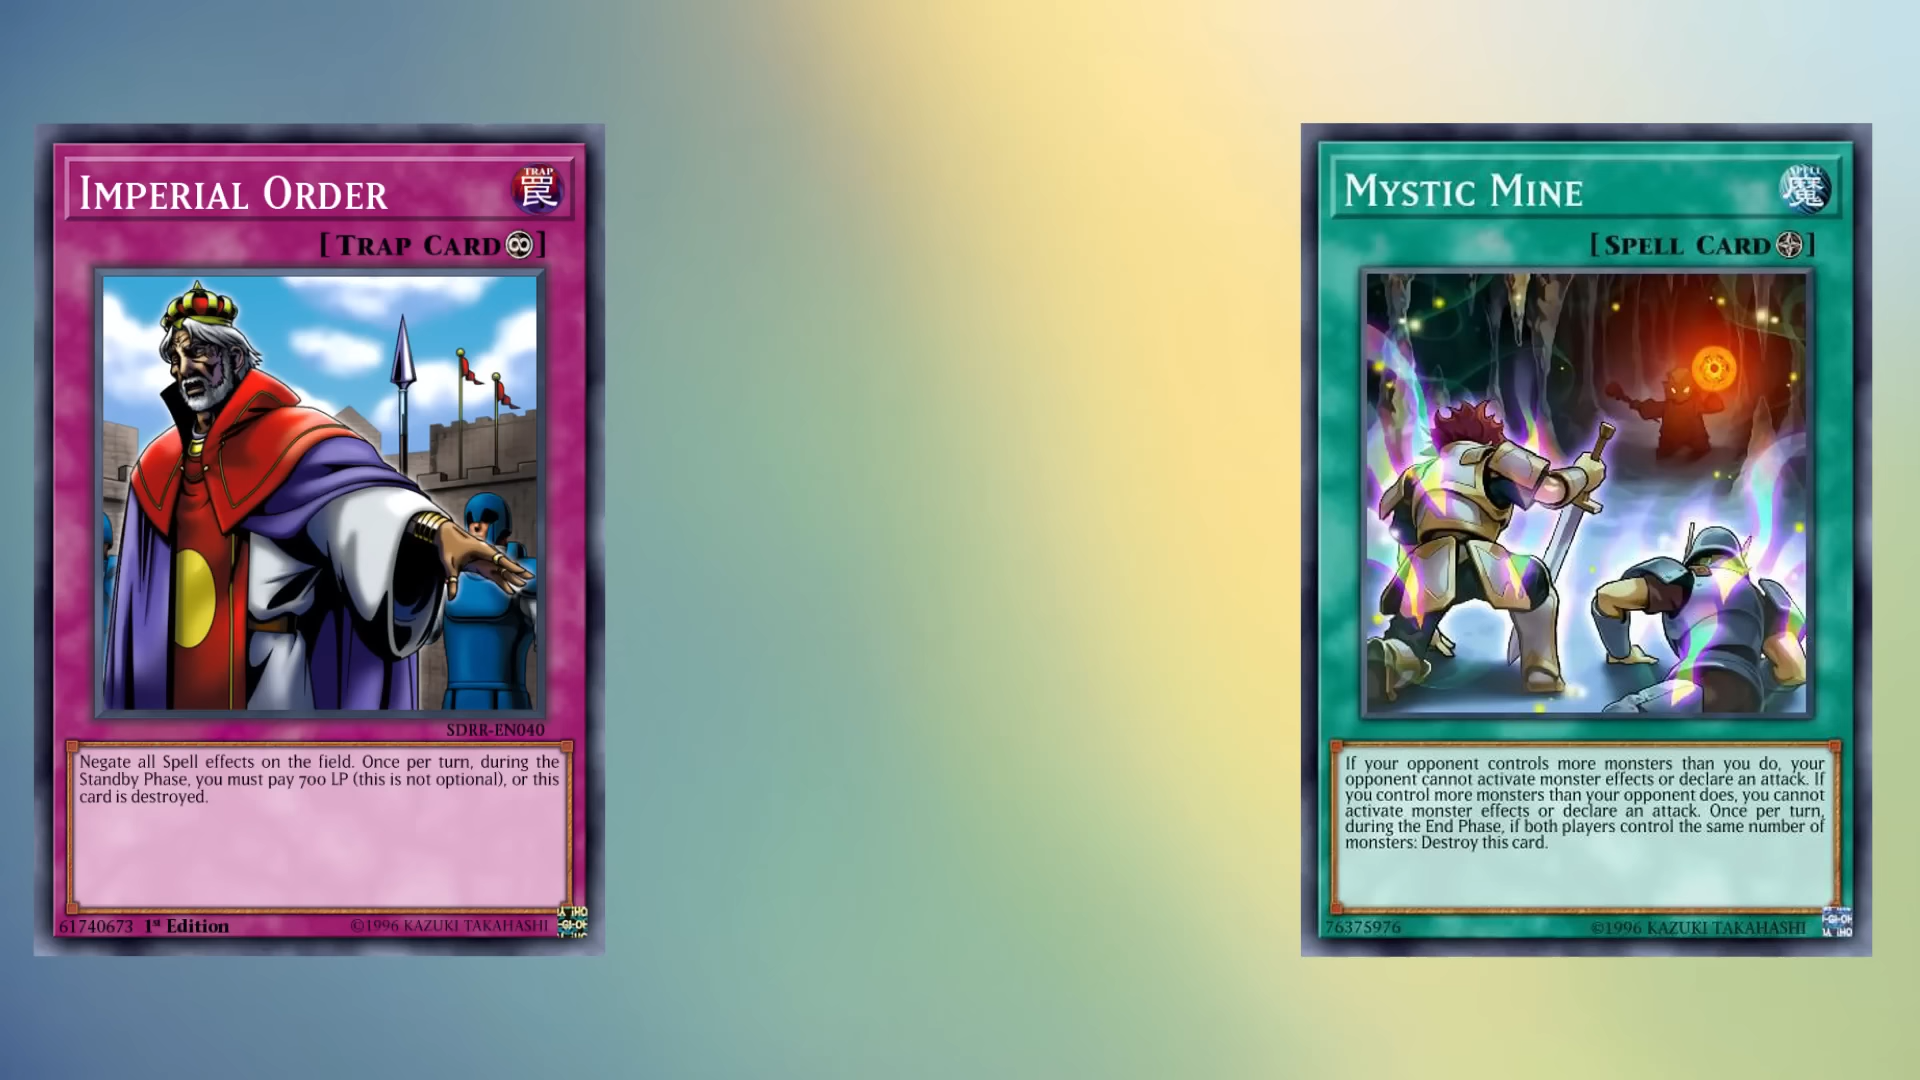 IMPERIAL ORDER
TRAP
罠
[TRAP CARD]
SDRR-EN040
Negate all Spell effects on the field. Once per turn, during the
Standby Phase, you must pay 700 LP (this is not optional), or this
card is destroyed.
61740673 1st Edition
©1996 KAZUKI TAKAHASHI
MYSTIC MINE
SPELL
魔
[SPELL CARD]
If your opponent controls more monsters than you do, your
opponent cannot activate monster effects or declare an attack. If
you control more monsters than your opponent does, you cannot
activate monster effects or declare an attack. Once per turn,
during the End Phase, if both players control the same number of
monsters: Destroy this card.
76375976
©1996 KAZUKI TAKAHASHI